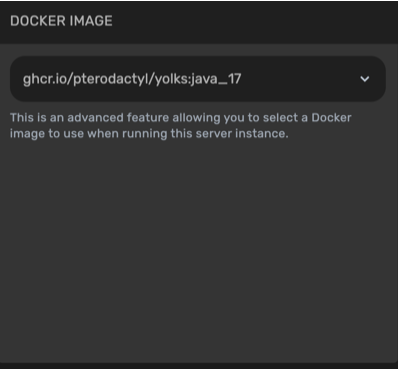 DOCKER IMAGE
ghcr.io/pterodactyl/yolks:java_17
This is an advanced feature allowing you to select a Docker
image to use when running this server instance.